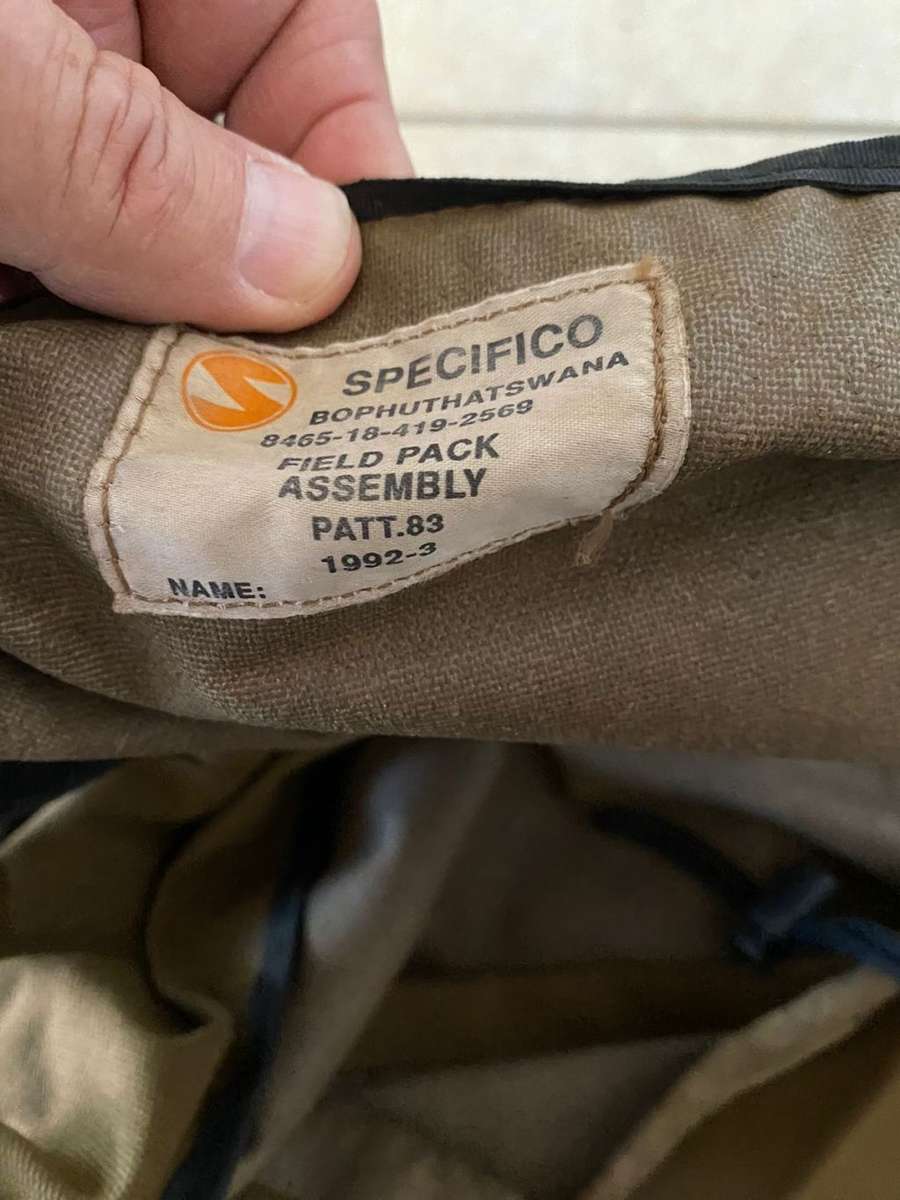 SPECIFICO
BOPHUTHATSWANA
8465-18-419-2569
FIELD PACK
ASSEMBLY
PATT.83
1992-3
NAME: